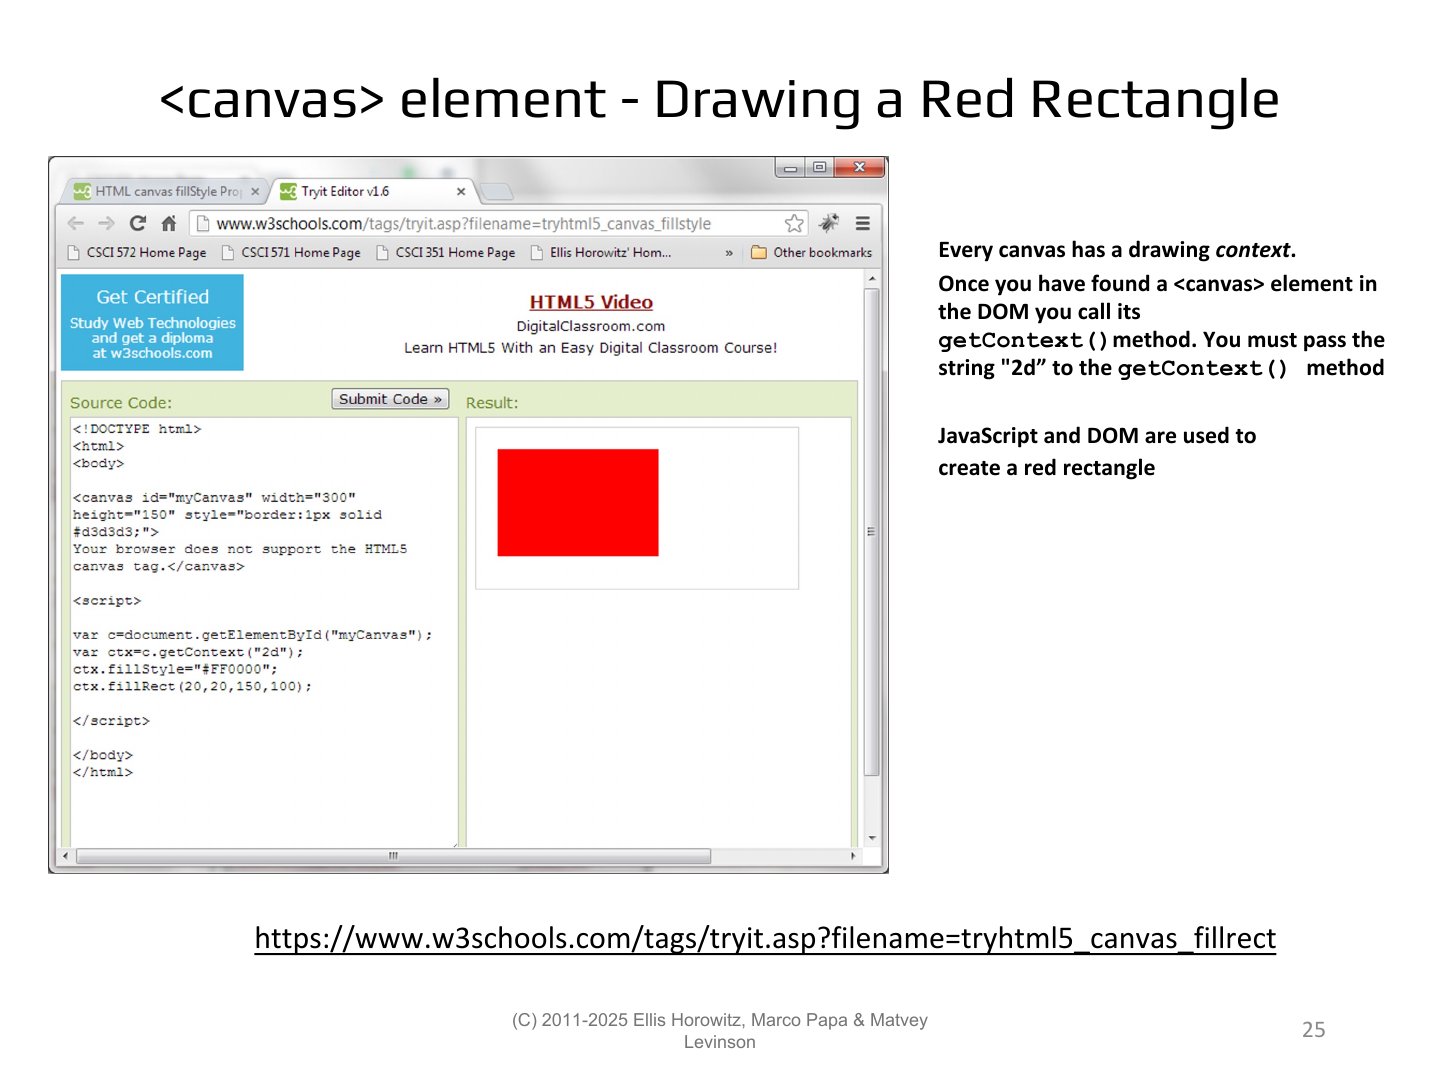 <canvas> element - Drawing a Red Rectangle
HTML canvas fillStyle Pro
Tryit Editor v1.6
www.w3schools.com/tags/tryit.asp?filename=tryhtml5_canvas_fillstyle
CSCI 572 Home Page
CSCI 571 Home Page
CSCI 351 Home Page
Ellis Horowitz' Hom...
»
Other bookmarks
Get Certified
Study Web Technologies
and get a diploma
at w3schools.com
HTML5 Video
DigitalClassroom.com
Learn HTML5 With an Easy Digital Classroom Course!
Source Code:
Submit Code »
Result:
<!DOCTYPE html>
<html>
<body>
<canvas id="myCanvas" width="300"
height="150" style="border:1px solid
#d3d3d3;">
Your browser does not support the HTML5
canvas tag.</canvas>
<script>
var c=document.getElementById("myCanvas");
var ctx=c.getContext("2d");
ctx.fillStyle="#FF0000";
ctx.fillRect(20,20,150,100);
</script>
</body>
</html>
Every canvas has a drawing context.
Once you have found a <canvas> element in
the DOM you call its
getContext() method. You must pass the
string "2d” to the getContext() method
JavaScript and DOM are used to
create a red rectangle
https://www.w3schools.com/tags/tryit.asp?filename=tryhtml5_canvas_fillrect
(C) 2011-2025 Ellis Horowitz, Marco Papa & Matvey
Levinson
25